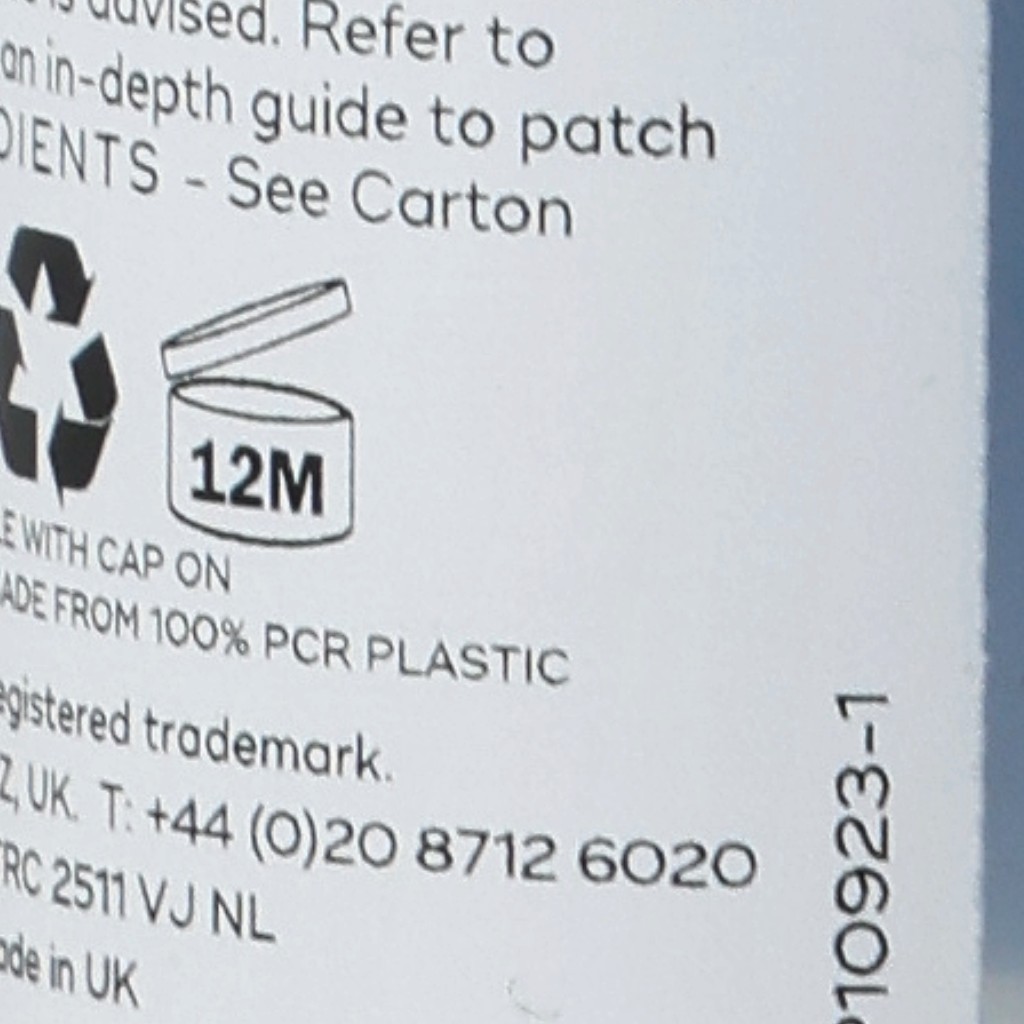 advised. Refer to
an in-depth guide to patch
DIENTS - See Carton
12M
E WITH CAP ON
ADE FROM 100% PCR PLASTIC
egistered trademark.
Z, UK. T: +44 (0)20 8712 6020
RC 2511 VJ NL
ade in UK
10923-1